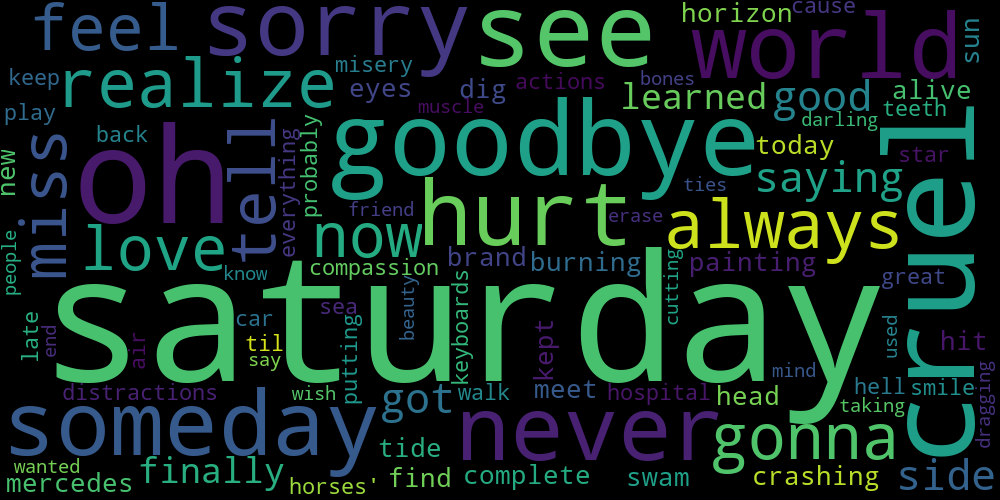 feel
sorry
see
horizon
cause
world
sun
keep
realize
misery
eyes
dig
actions
bones
learned
good
alive
play
muscle
darling
teeth
back
oh
tell
everything
probably
goodbye
today
star
cruel
new
miss
saying
ties
friend
hurt
erase
always
love
now
people
know
compassion
brand
burning
cutting
painting
great
saturday
sea
beauty
keyboards
late
end
air
car
til
say
putting
kept
used
hit
mind
distractions
wish
walk
meet
hospital
head
hell
smile
dragging
someday
got
never
taking
gonna
tide
wanted
mercedes
finally
horses'
find
complete
swam
crashing
side